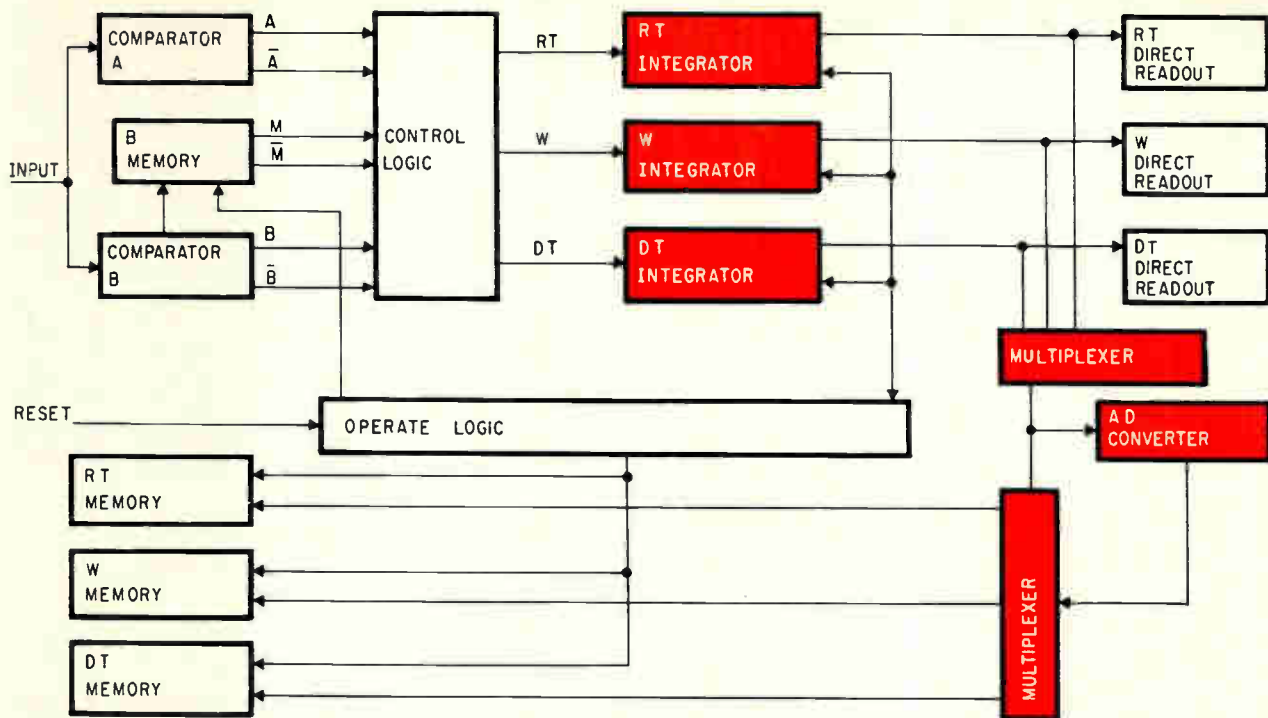 COMPARATOR
A
A
A̅
B
MEMORY
M
M̅
INPUT
COMPARATOR
B
B
B̅
CONTROL
LOGIC
RT
W
DT
RT
INTEGRATOR
W
INTEGRATOR
DT
INTEGRATOR
RT
DIRECT
READOUT
W
DIRECT
READOUT
DT
DIRECT
READOUT
MULTIPLEXER
AD
CONVERTER
RESET
OPERATE LOGIC
RT
MEMORY
W
MEMORY
DT
MEMORY
MULTIPLEXER